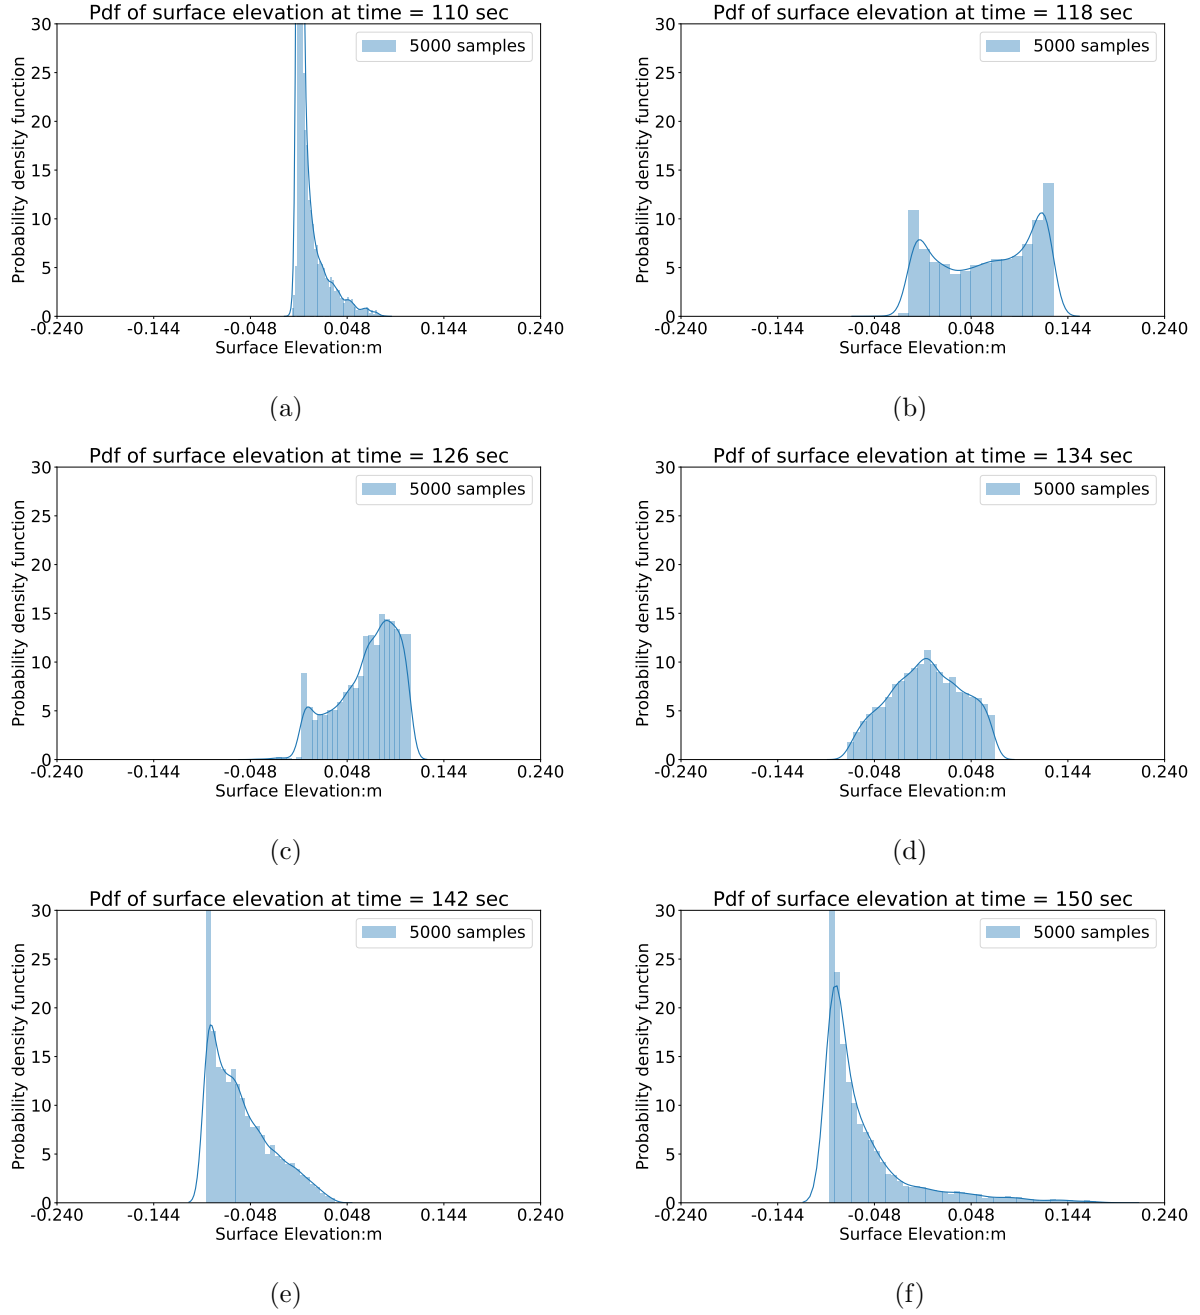 Pdf of surface elevation at time = 110 sec
Probability density function
30
25
20
15
10
5
0
5000 samples
-0.240 -0.144 -0.048 0.048 0.144 0.240
Surface Elevation:m
(a)
Pdf of surface elevation at time = 118 sec
Probability density function
30
25
20
15
10
5
0
5000 samples
-0.240 -0.144 -0.048 0.048 0.144 0.240
Surface Elevation:m
(b)
Pdf of surface elevation at time = 126 sec
Probability density function
30
25
20
15
10
5
0
5000 samples
-0.240 -0.144 -0.048 0.048 0.144 0.240
Surface Elevation:m
(c)
Pdf of surface elevation at time = 134 sec
Probability density function
30
25
20
15
10
5
0
5000 samples
-0.240 -0.144 -0.048 0.048 0.144 0.240
Surface Elevation:m
(d)
Pdf of surface elevation at time = 142 sec
Probability density function
30
25
20
15
10
5
0
5000 samples
-0.240 -0.144 -0.048 0.048 0.144 0.240
Surface Elevation:m
(e)
Pdf of surface elevation at time = 150 sec
Probability density function
30
25
20
15
10
5
0
5000 samples
-0.240 -0.144 -0.048 0.048 0.144 0.240
Surface Elevation:m
(f)